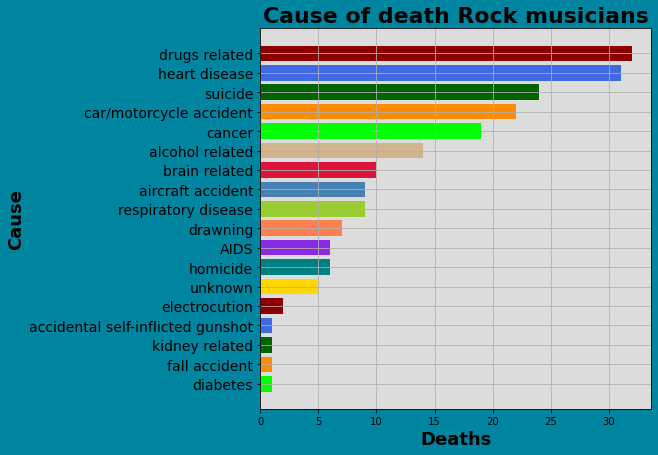 Cause of death Rock musicians
drugs related
heart disease
suicide
car/motorcycle accident
cancer
alcohol related
brain related
aircraft accident
respiratory disease
drawning
AIDS
homicide
unknown
electrocution
accidental self-inflicted gunshot
kidney related
fall accident
diabetes
Cause
0 5 10 15 20 25 30
Deaths